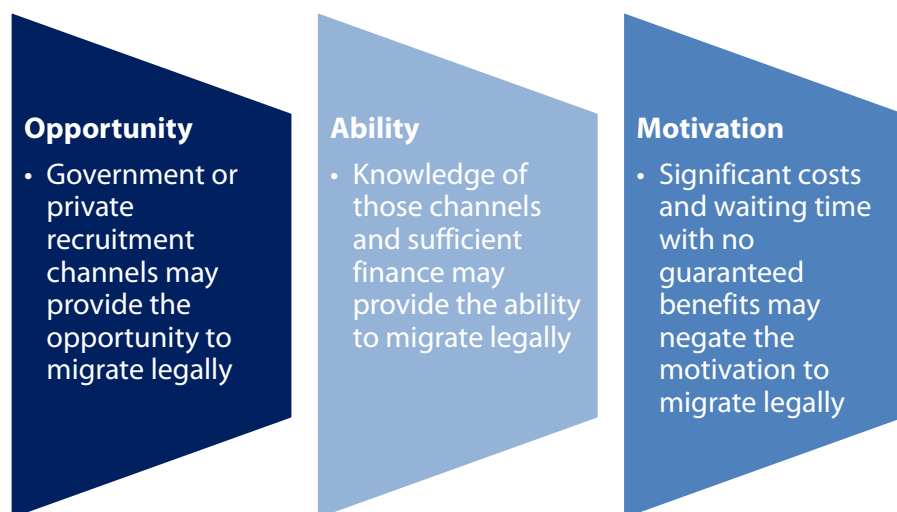 Opportunity
• Government or
private
recruitment
channels may
provide the
opportunity to
migrate legally
Ability
• Knowledge of
those channels
and sufficient
finance may
provide the ability
to migrate legally
Motivation
• Significant costs
and waiting time
with no
guaranteed
benefits may
negate the
motivation to
migrate legally